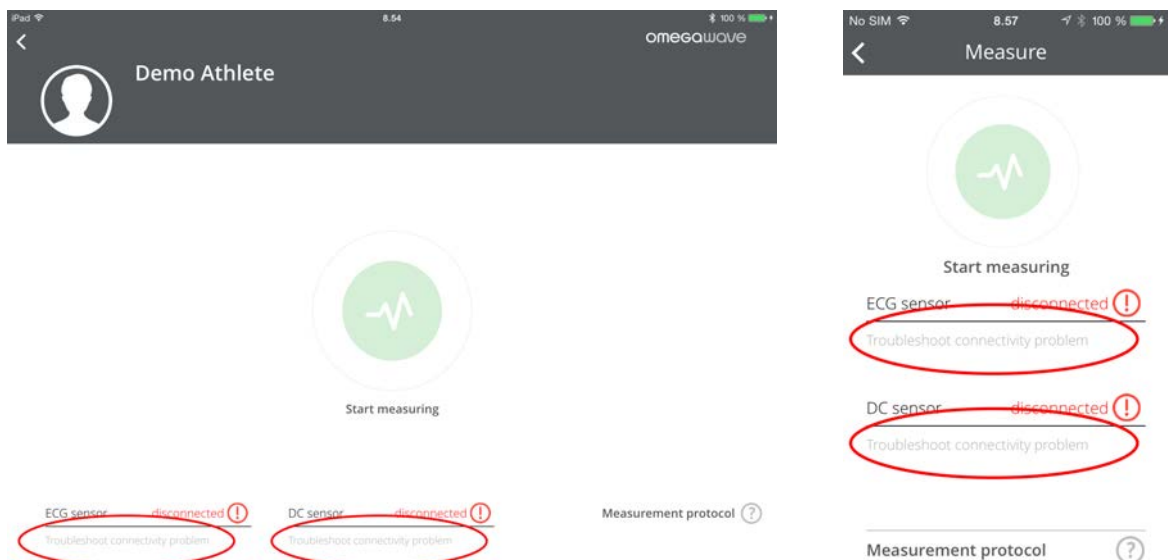 iPad 8.54 100 %
omegawave
Demo Athlete
Start measuring
ECG sensor disconnected
Troubleshoot connectivity problem
DC sensor disconnected
Troubleshoot connectivity problem
Measurement protocol ?
No SIM 8.57 100 %
Measure
Start measuring
ECG sensor disconnected
Troubleshoot connectivity problem
DC sensor disconnected
Troubleshoot connectivity problem
Measurement protocol ?